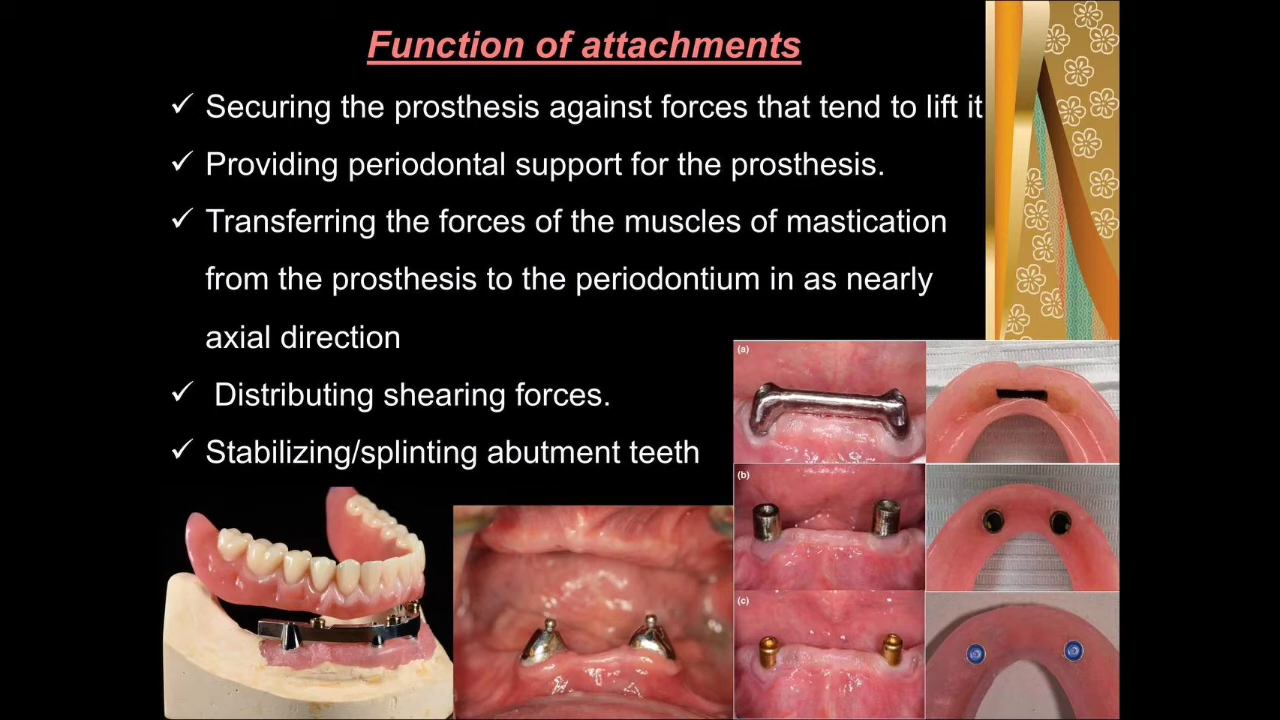 Function of attachments
✓ Securing the prosthesis against forces that tend to lift it
✓ Providing periodontal support for the prosthesis.
✓ Transferring the forces of the muscles of mastication
from the prosthesis to the periodontium in as nearly
axial direction
✓ Distributing shearing forces.
✓ Stabilizing/splinting abutment teeth
(a)
(b)
(c)